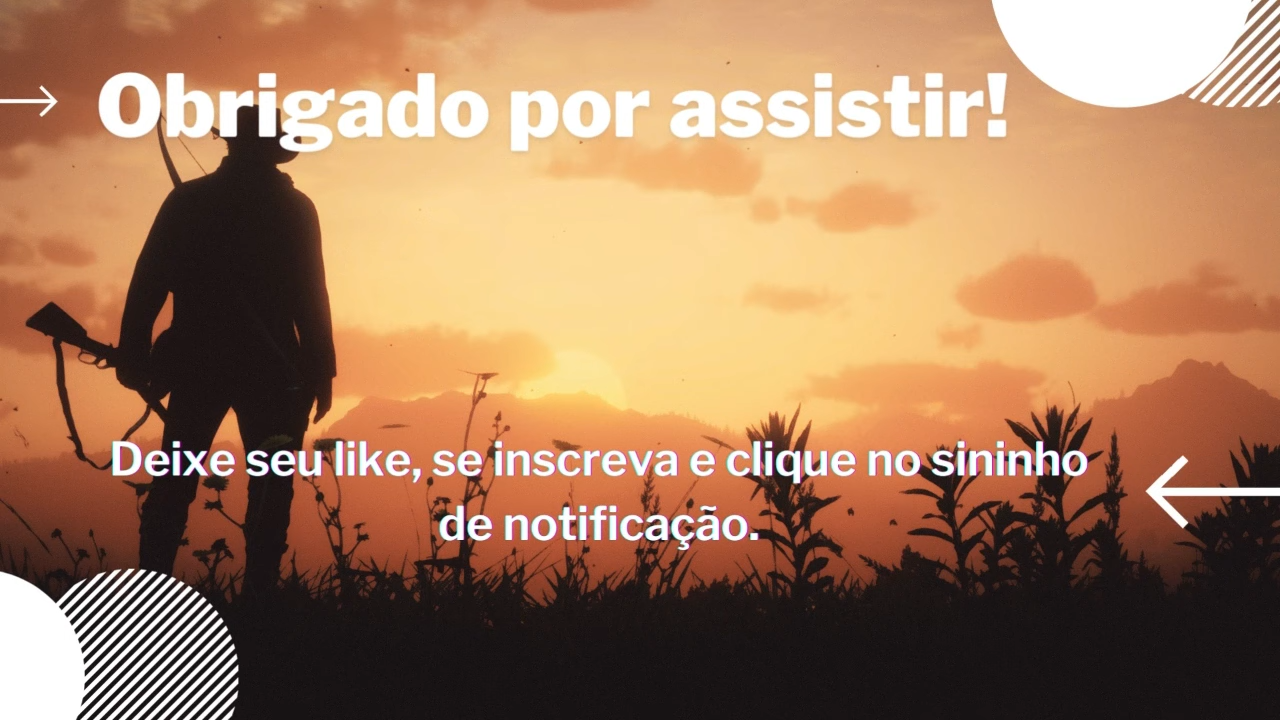 Obrigado por assistir!
Deixe seu like, se inscreva e clique no sininho
de notificação.